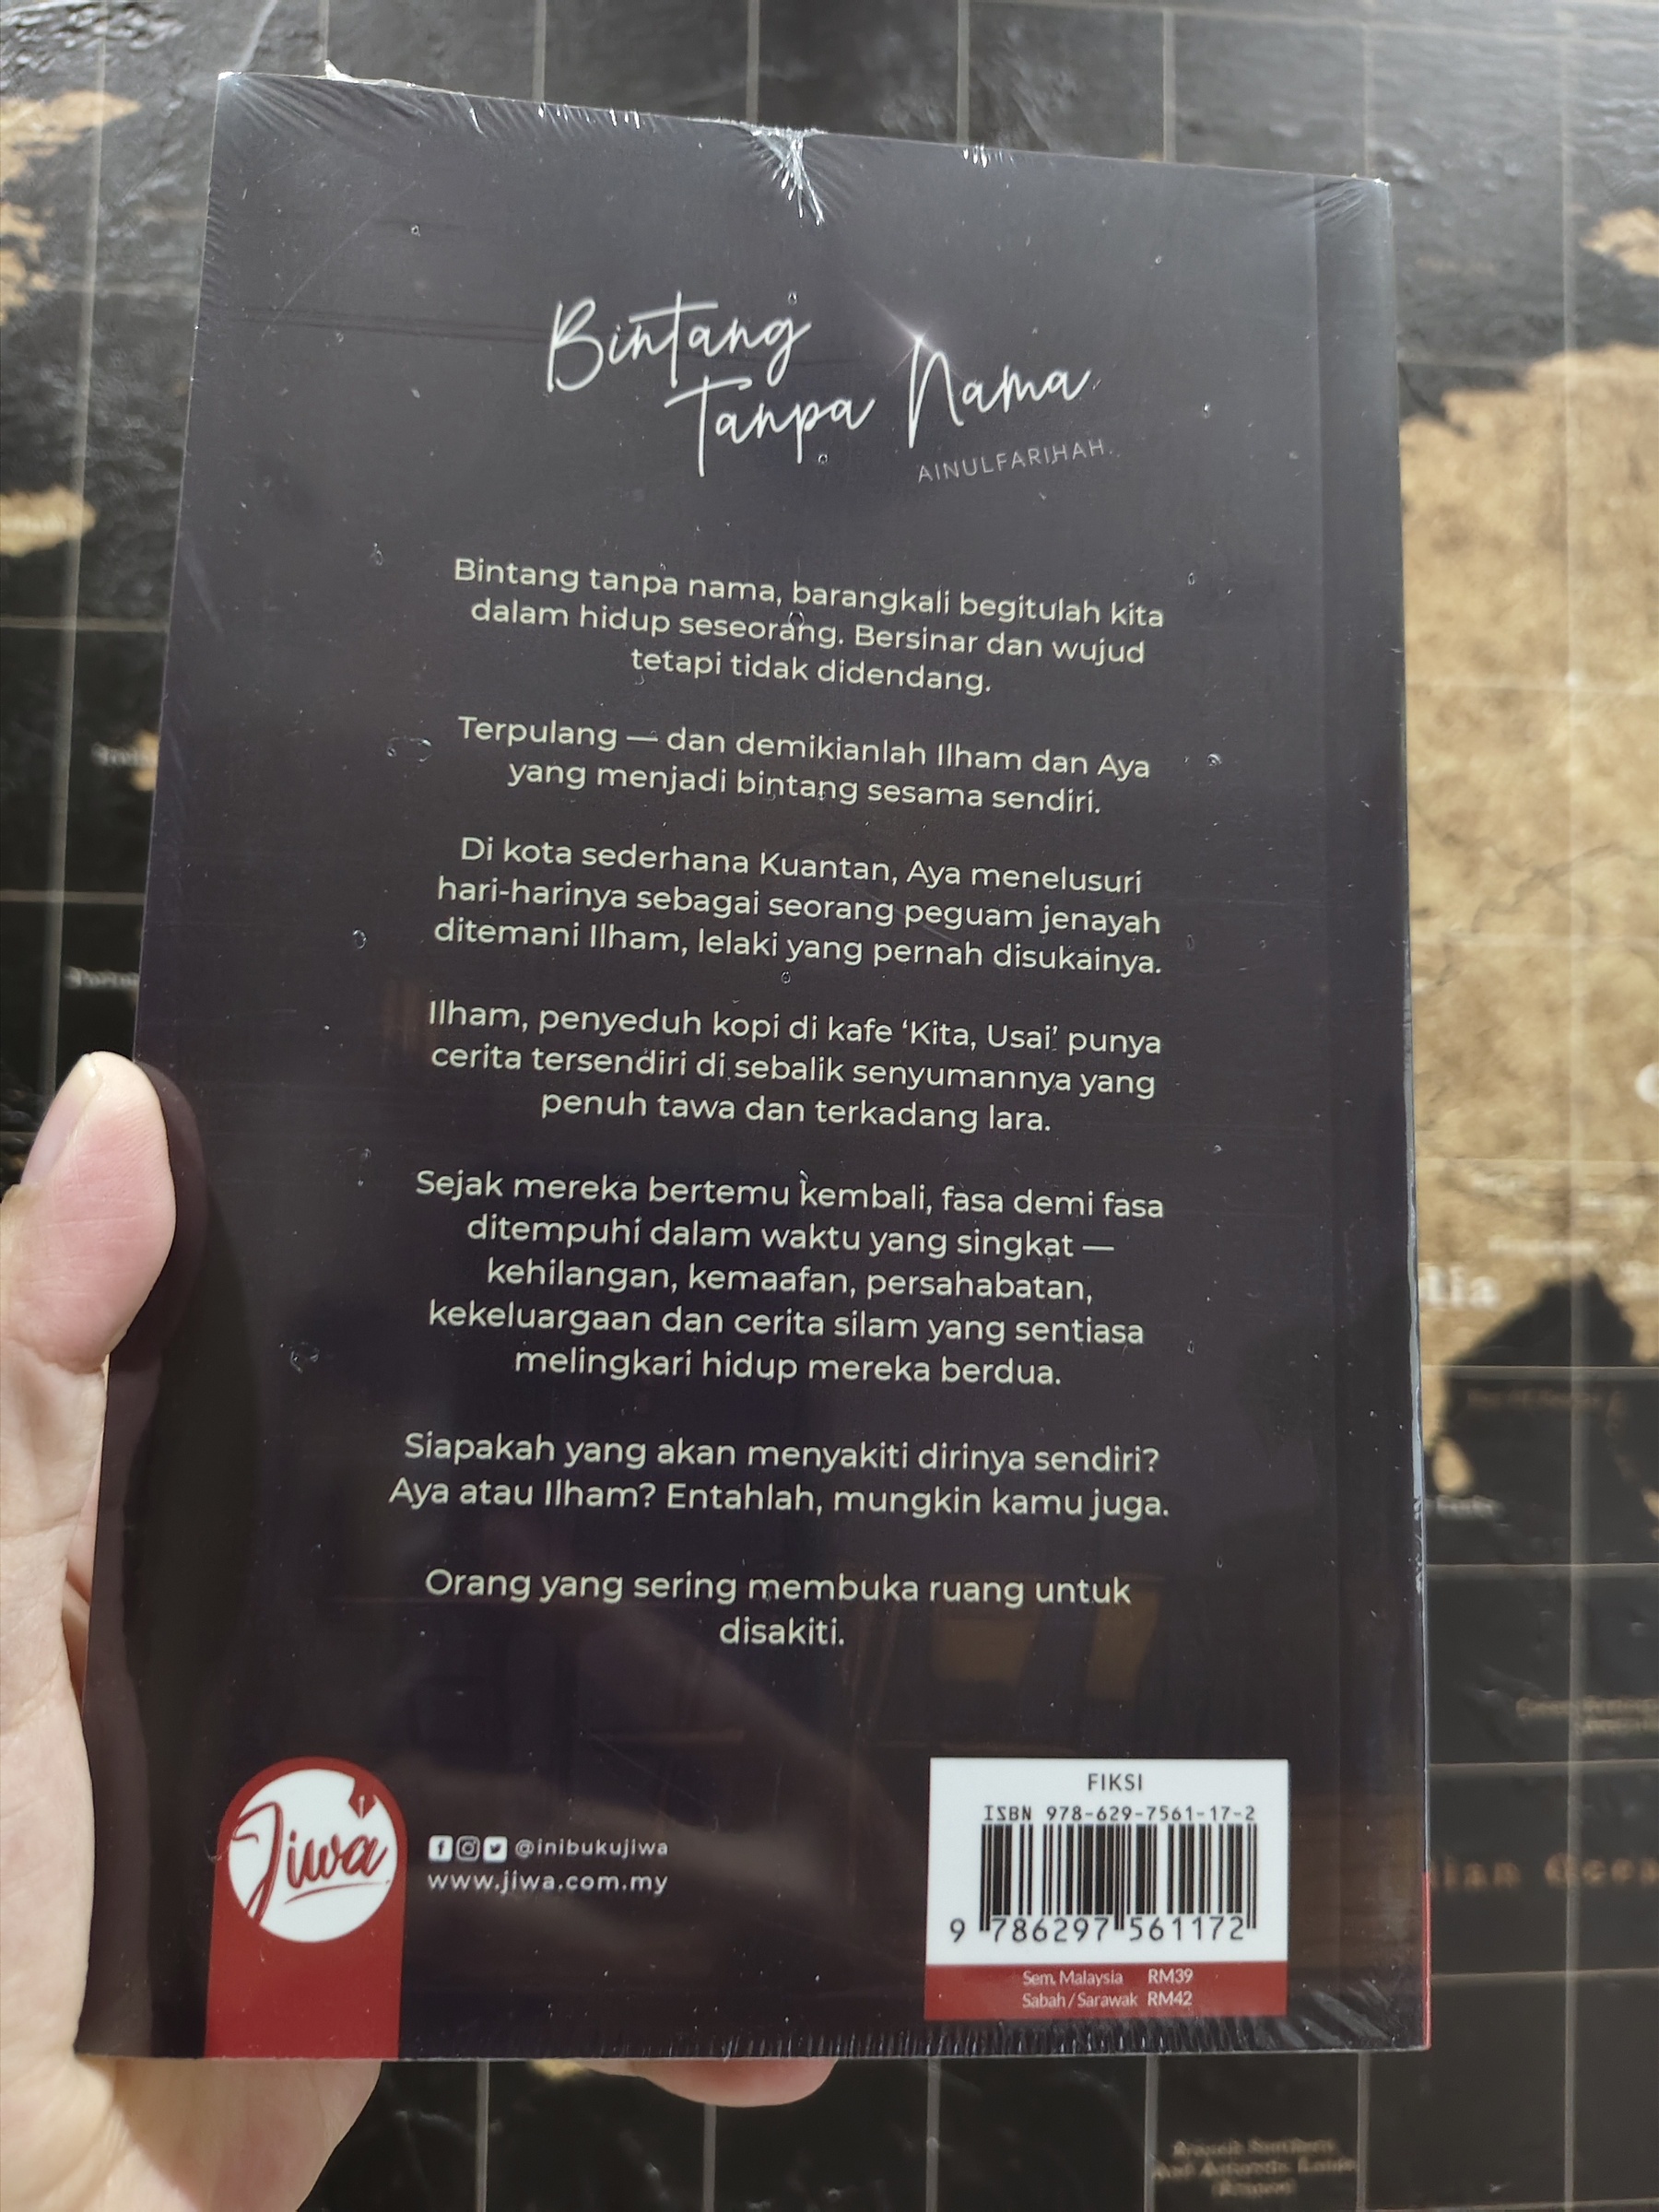 Bintang
Tanpa Nama
AINULFARIHAH
Bintang tanpa nama, barangkali begitulah kita
dalam hidup seseorang. Bersinar dan wujud
tetapi tidak didendang.
Terpulang — dan demikianlah Ilham dan Aya
yang menjadi bintang sesama sendiri.
Di kota sederhana Kuantan, Aya menelusuri
hari-harinya sebagai seorang peguam jenayah
ditemani Ilham, lelaki yang pernah disukainya.
Ilham, penyeduh kopi di kafe ‘Kita, Usai’ punya
cerita tersendiri di sebalik senyumannya yang
penuh tawa dan terkadang lara.
Sejak mereka bertemu kembali, fasa demi fasa
ditempuhi dalam waktu yang singkat —
kehilangan, kemaafan, persahabatan,
kekeluargaan dan cerita silam yang sentiasa
melingkari hidup mereka berdua.
Siapakah yang akan menyakiti dirinya sendiri?
Aya atau Ilham? Entahlah, mungkin kamu juga.
Orang yang sering membuka ruang untuk
disakiti.
Jiwa
@inibukujiwa
www.jiwa.com.my
FIKSI
ISBN 978-629-7561-17-2
9 786297 561172
Sem. Malaysia RM39
Sabah / Sarawak RM42